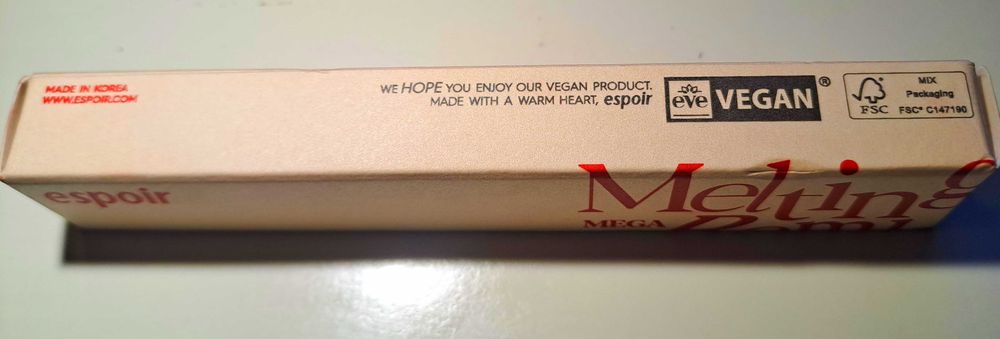 MADE IN KOREA
WWW.ESPOIR.COM
WE HOPE YOU ENJOY OUR VEGAN PRODUCT.
MADE WITH A WARM HEART, espoir
eve VEGAN®
MIX
Packaging
FSC FSC® C147190
espoir
Melting
MEGA